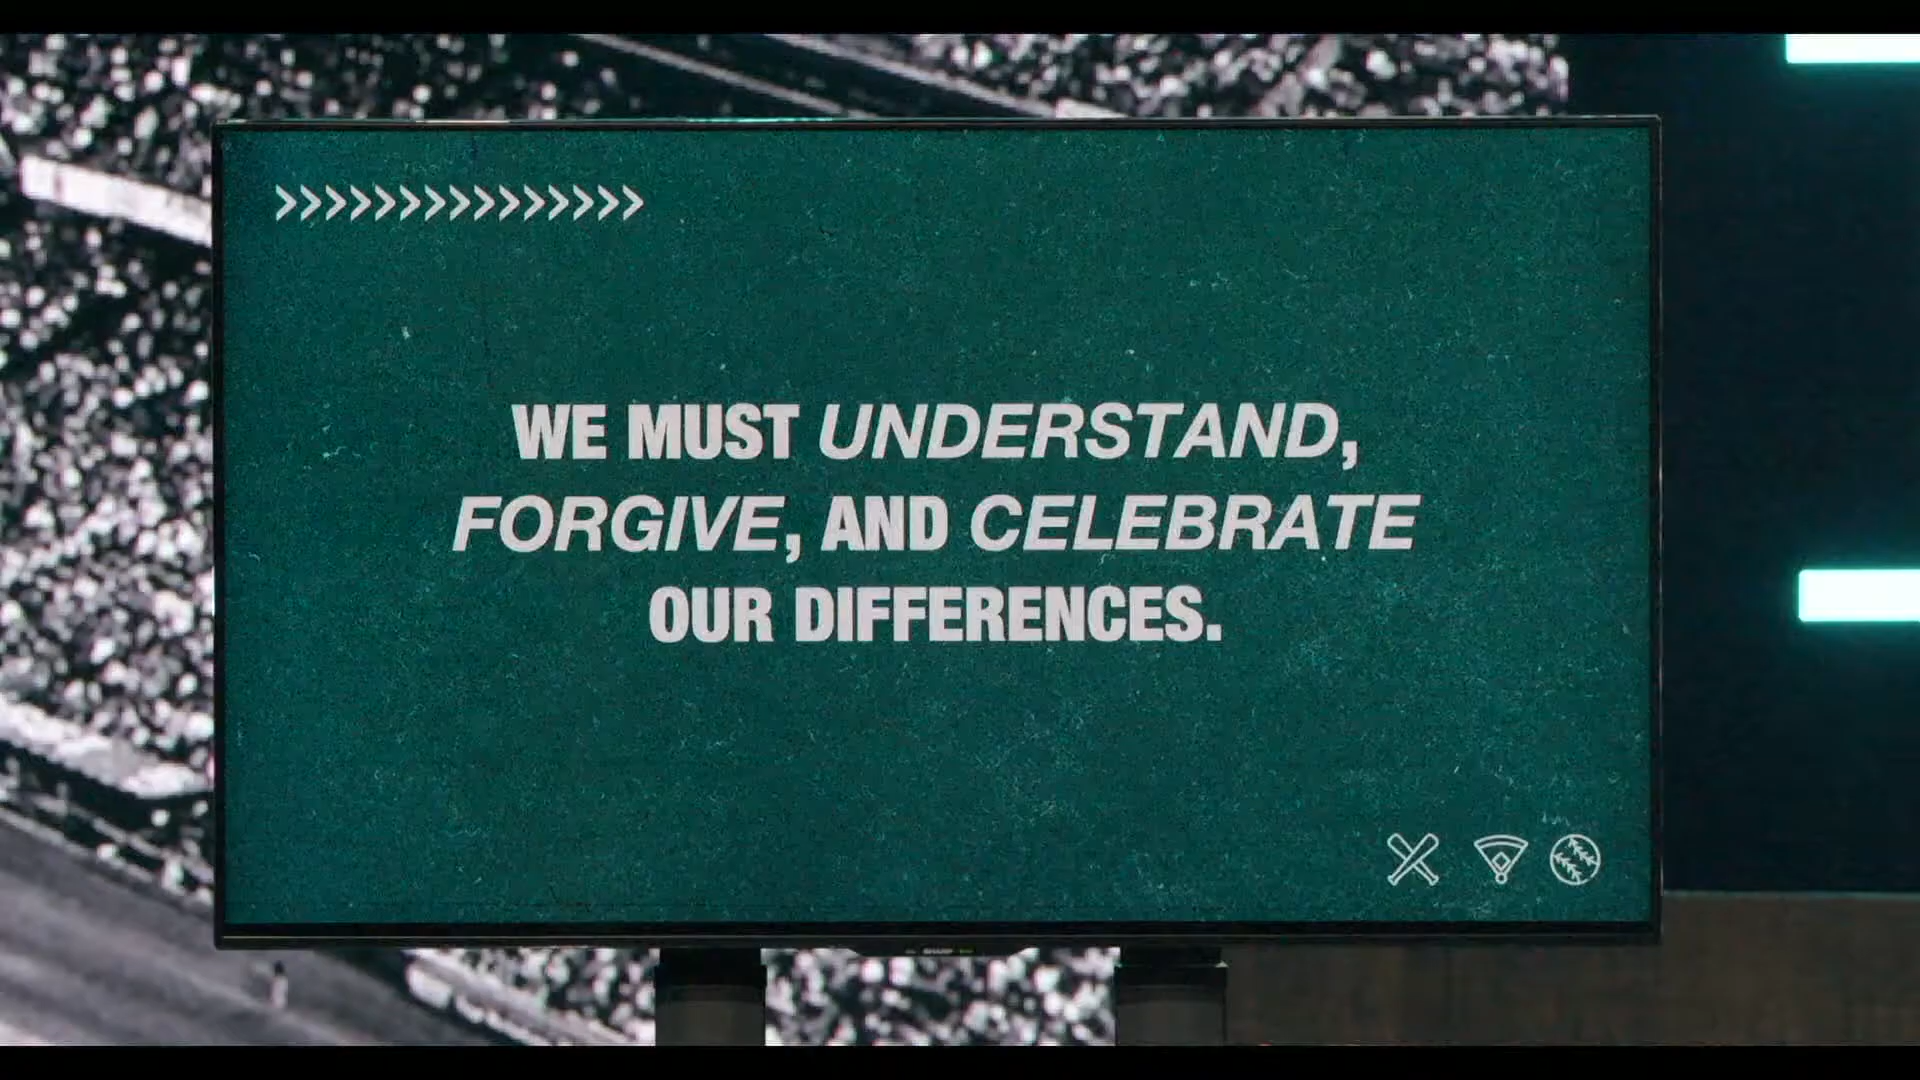 >>>>>>>>>>>>>>>
WE MUST UNDERSTAND,
FORGIVE, AND CELEBRATE
OUR DIFFERENCES.